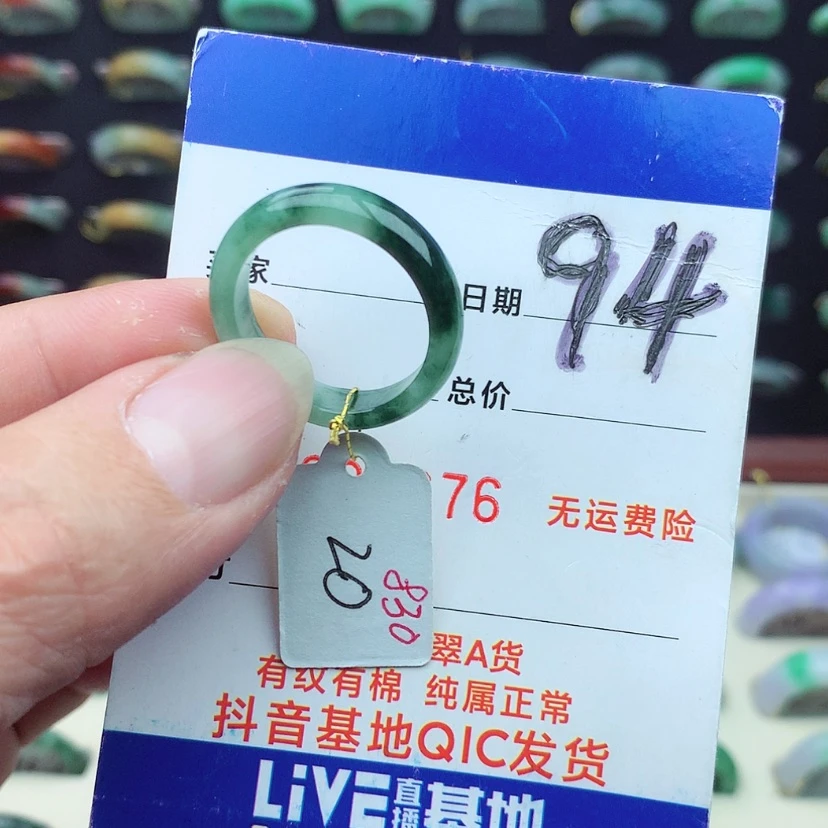 家 日期 94
总价
76 无运费险
20
830
翠A货
有纹有棉 纯属正常
抖音基地QIC发货
LiVE直播基地